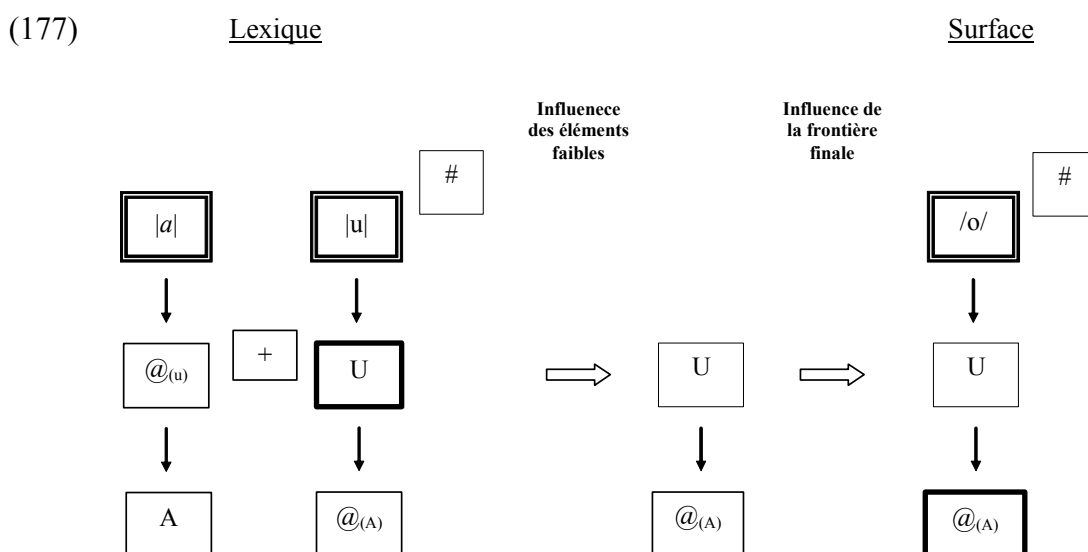 (177) Lexique Surface
Influenece
des éléments
faibles
Influence de
la frontière
finale
# #
|a| |u| /o/
@(u) + U U U
A @(A) @(A) @(A)